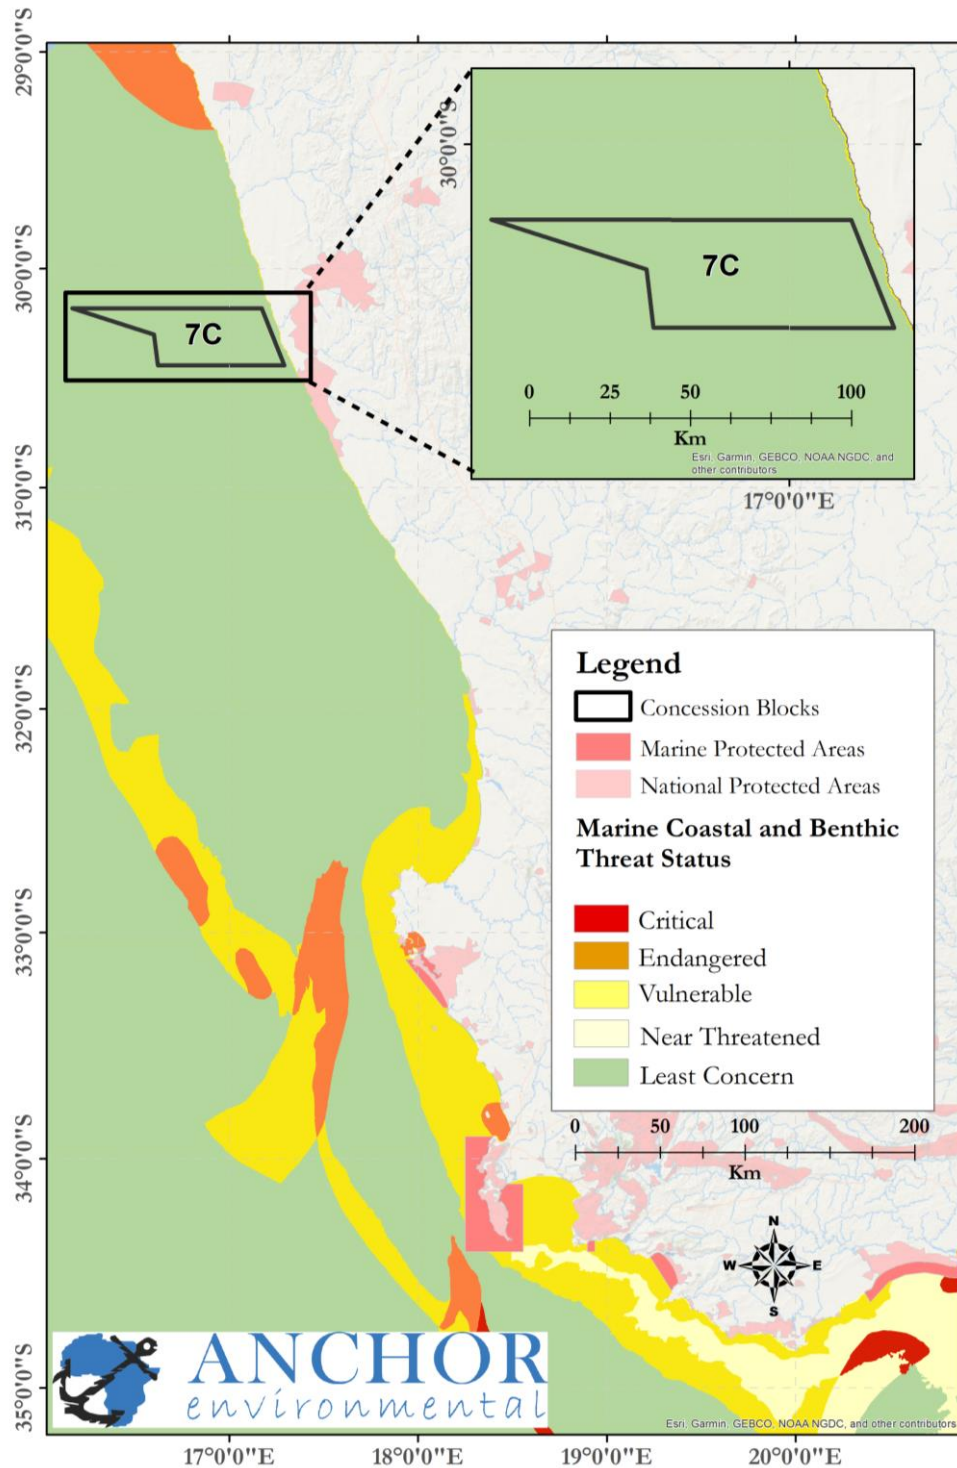 29°0'0"S
30°0'0"S
31°0'0"S
32°0'0"S
33°0'0"S
34°0'0"S
35°0'0"S
7C
30°0'0"S
7C
0 25 50 100
Km
Esri, Garmin, GEBCO, NOAA NGDC, and
other contributors
17°0'0"E
Legend
Concession Blocks
Marine Protected Areas
National Protected Areas
Marine Coastal and Benthic
Threat Status
Critical
Endangered
Vulnerable
Near Threatened
Least Concern
0 50 100 200
Km
N
W E
S
ANCHOR
environmental
Esri, Garmin, GEBCO, NOAA NGDC, and other contributors
17°0'0"E 18°0'0"E 19°0'0"E 20°0'0"E